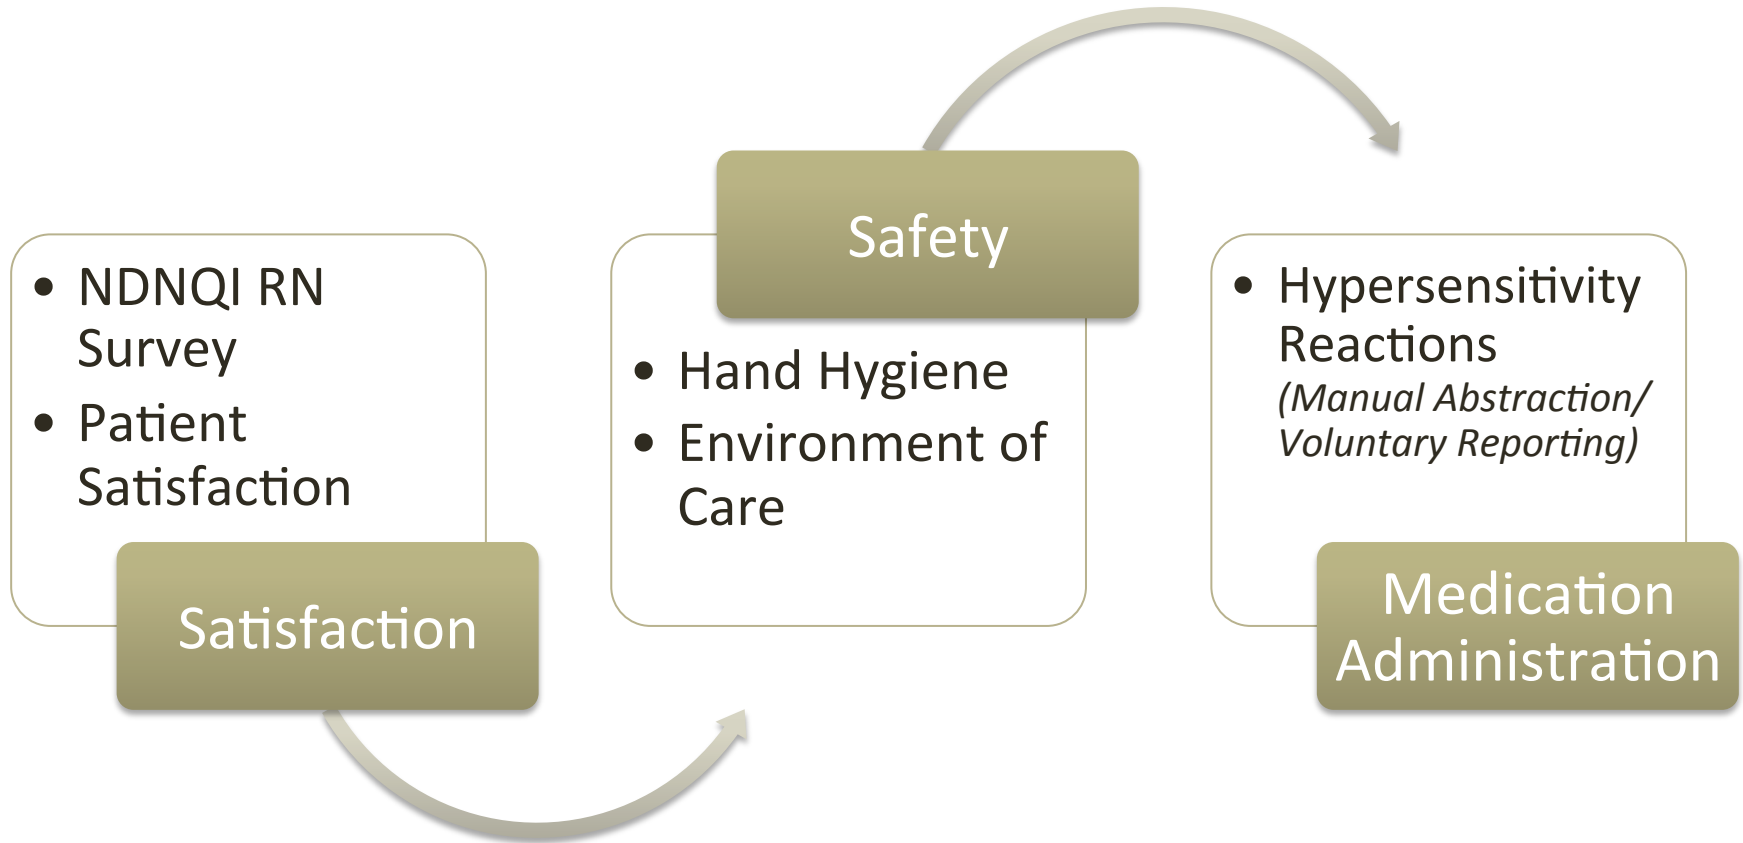 • NDNQI RN
Survey
• Patient
Satisfaction
Satisfaction
Safety
• Hand Hygiene
• Environment of
Care
• Hypersensitivity
Reactions
(Manual Abstraction/
Voluntary Reporting)
Medication
Administration